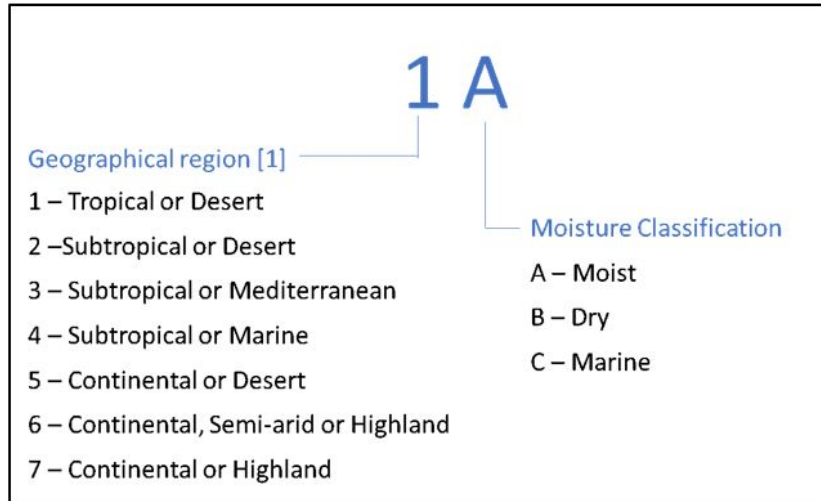 1 A
Geographical region [1]
1 – Tropical or Desert
2 –Subtropical or Desert
3 – Subtropical or Mediterranean
4 – Subtropical or Marine
5 – Continental or Desert
6 – Continental, Semi-arid or Highland
7 – Continental or Highland
Moisture Classification
A – Moist
B – Dry
C – Marine